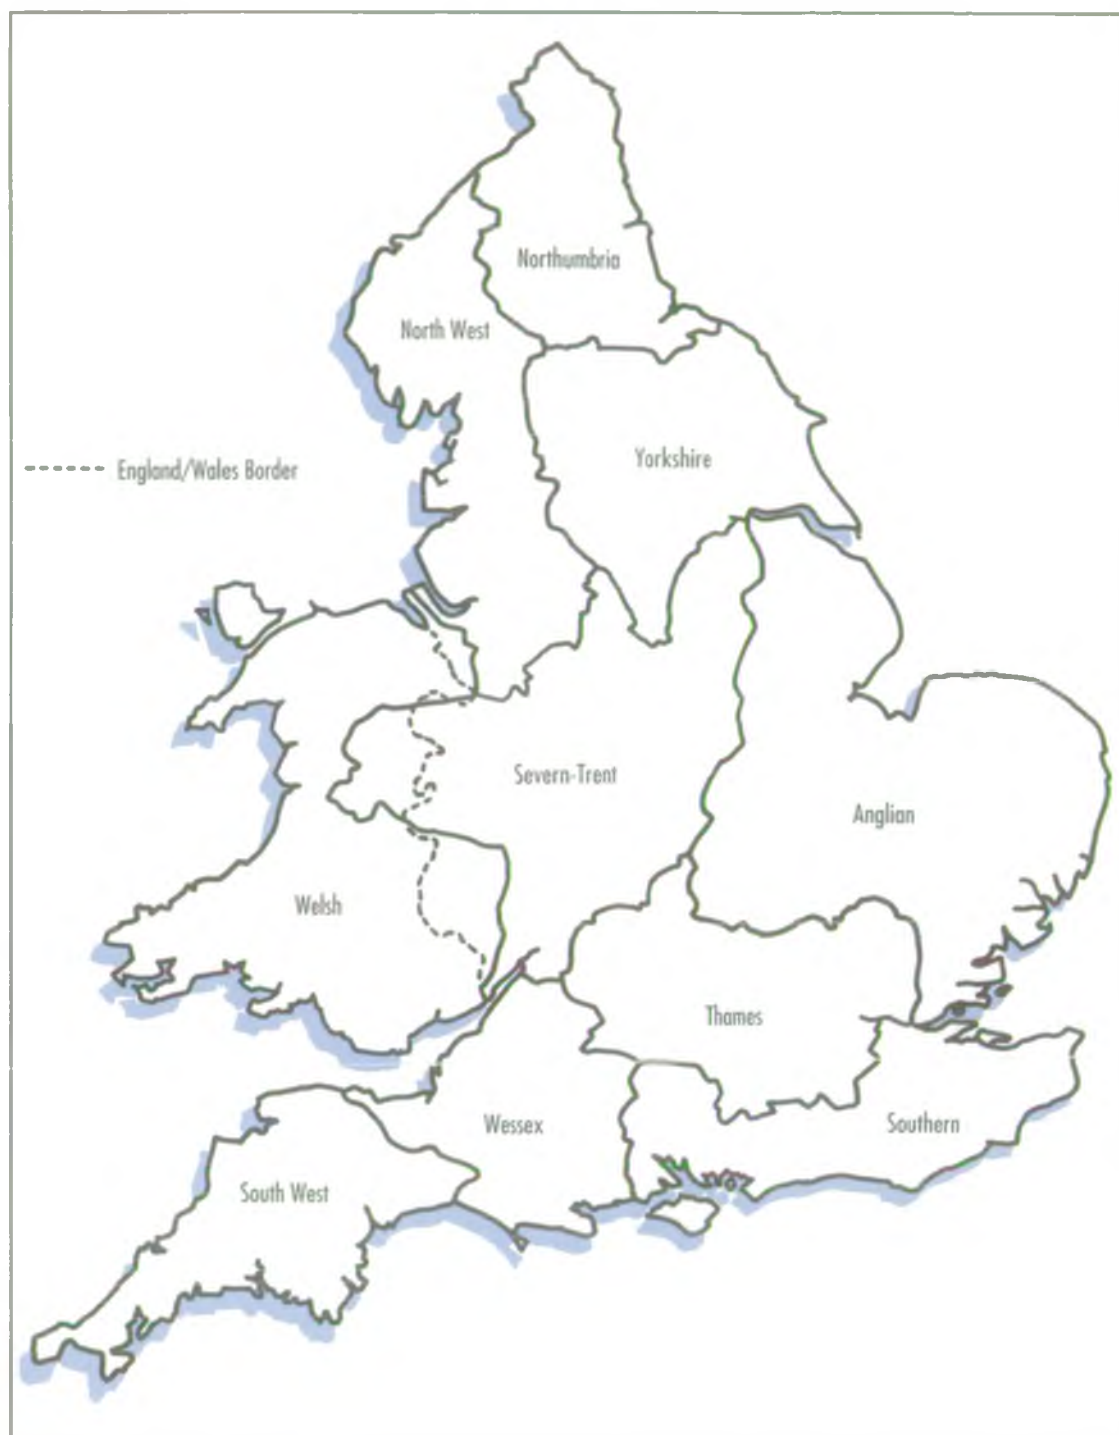 Northumbria
North West
Yorkshire
England/Wales Border
Severn-Trent
Anglian
Welsh
Thames
Wessex
Southern
South West